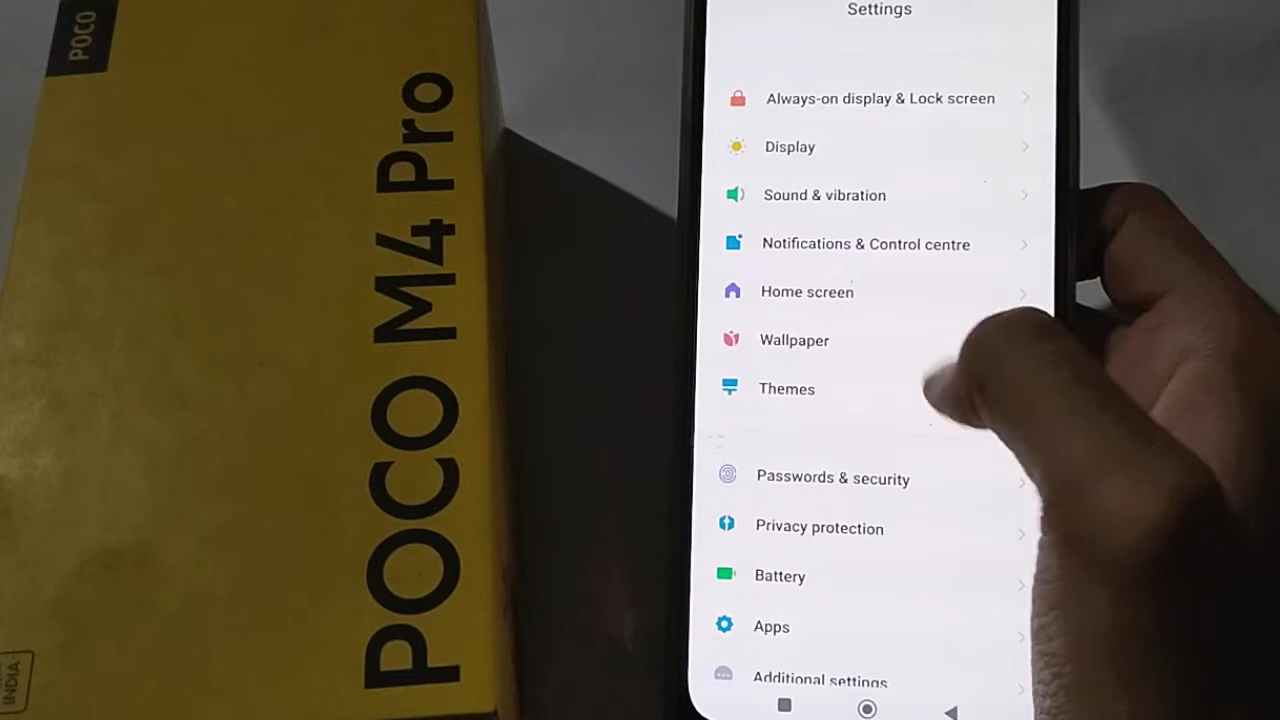 POCO
POCO M4 Pro
INDIA
Settings
Always-on display & Lock screen
Display
Sound & vibration
Notifications & Control centre
Home screen
Wallpaper
Themes
Passwords & security
Privacy protection
Battery
Apps
Additional settings